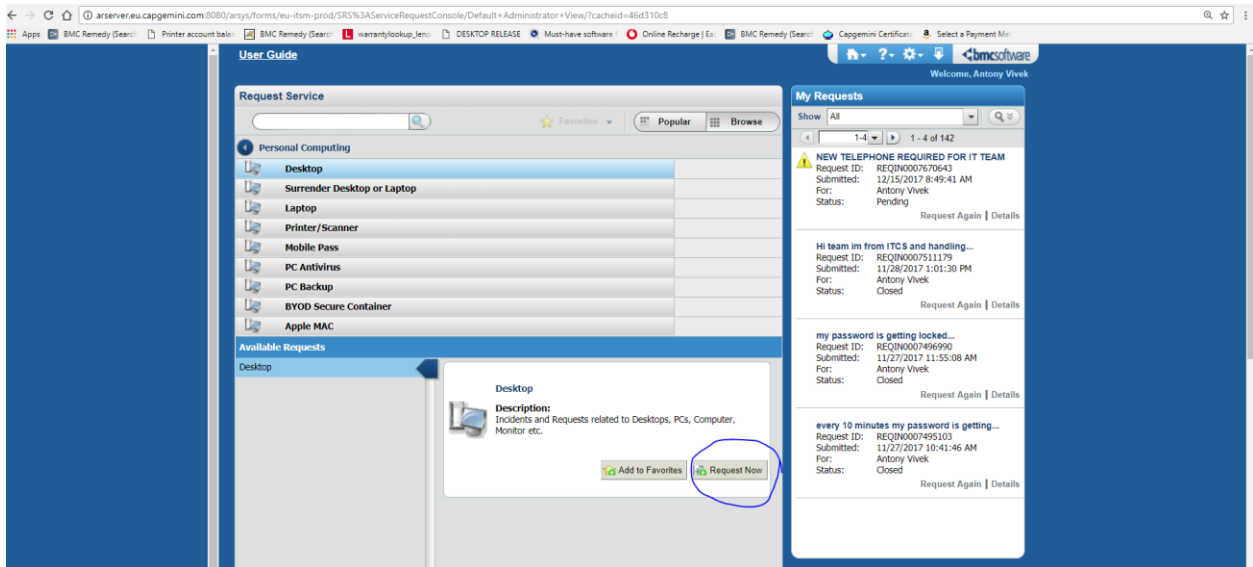 arserver.eu.capgemini.com:8080/arsys/forms/eu-itsm-prod/SRS%3AServiceRequestConsole/Default+Administrator+View/?cacheid=46d310c8
Apps BMC Remedy (Search Printer account balan BMC Remedy (Search L warrantylookup_leno DESKTOP RELEASE Must-have software Online Recharge | Ea BMC Remedy (Search Capgemini Certificat a Select a Payment Me
User Guide
bmcsoftware
Welcome, Antony Vivek
Request Service
Favorites Popular Browse
Personal Computing
Desktop
Surrender Desktop or Laptop
Laptop
Printer/Scanner
Mobile Pass
PC Antivirus
PC Backup
BYOD Secure Container
Apple MAC
Available Requests
Desktop
Desktop
Description:
Incidents and Requests related to Desktops, PCs, Computer,
Monitor etc.
Add to Favorites Request Now
My Requests
Show All
1-4 1 - 4 of 142
NEW TELEPHONE REQUIRED FOR IT TEAM
Request ID: REQIN0007670643
Submitted: 12/15/2017 8:49:41 AM
For: Antony Vivek
Status: Pending
Request Again | Details
Hi team im from ITCS and handling...
Request ID: REQIN0007511179
Submitted: 11/28/2017 1:01:30 PM
For: Antony Vivek
Status: Closed
Request Again | Details
my password is getting locked...
Request ID: REQIN0007496990
Submitted: 11/27/2017 11:55:08 AM
For: Antony Vivek
Status: Closed
Request Again | Details
every 10 minutes my password is getting...
Request ID: REQIN0007495103
Submitted: 11/27/2017 10:41:46 AM
For: Antony Vivek
Status: Closed
Request Again | Details